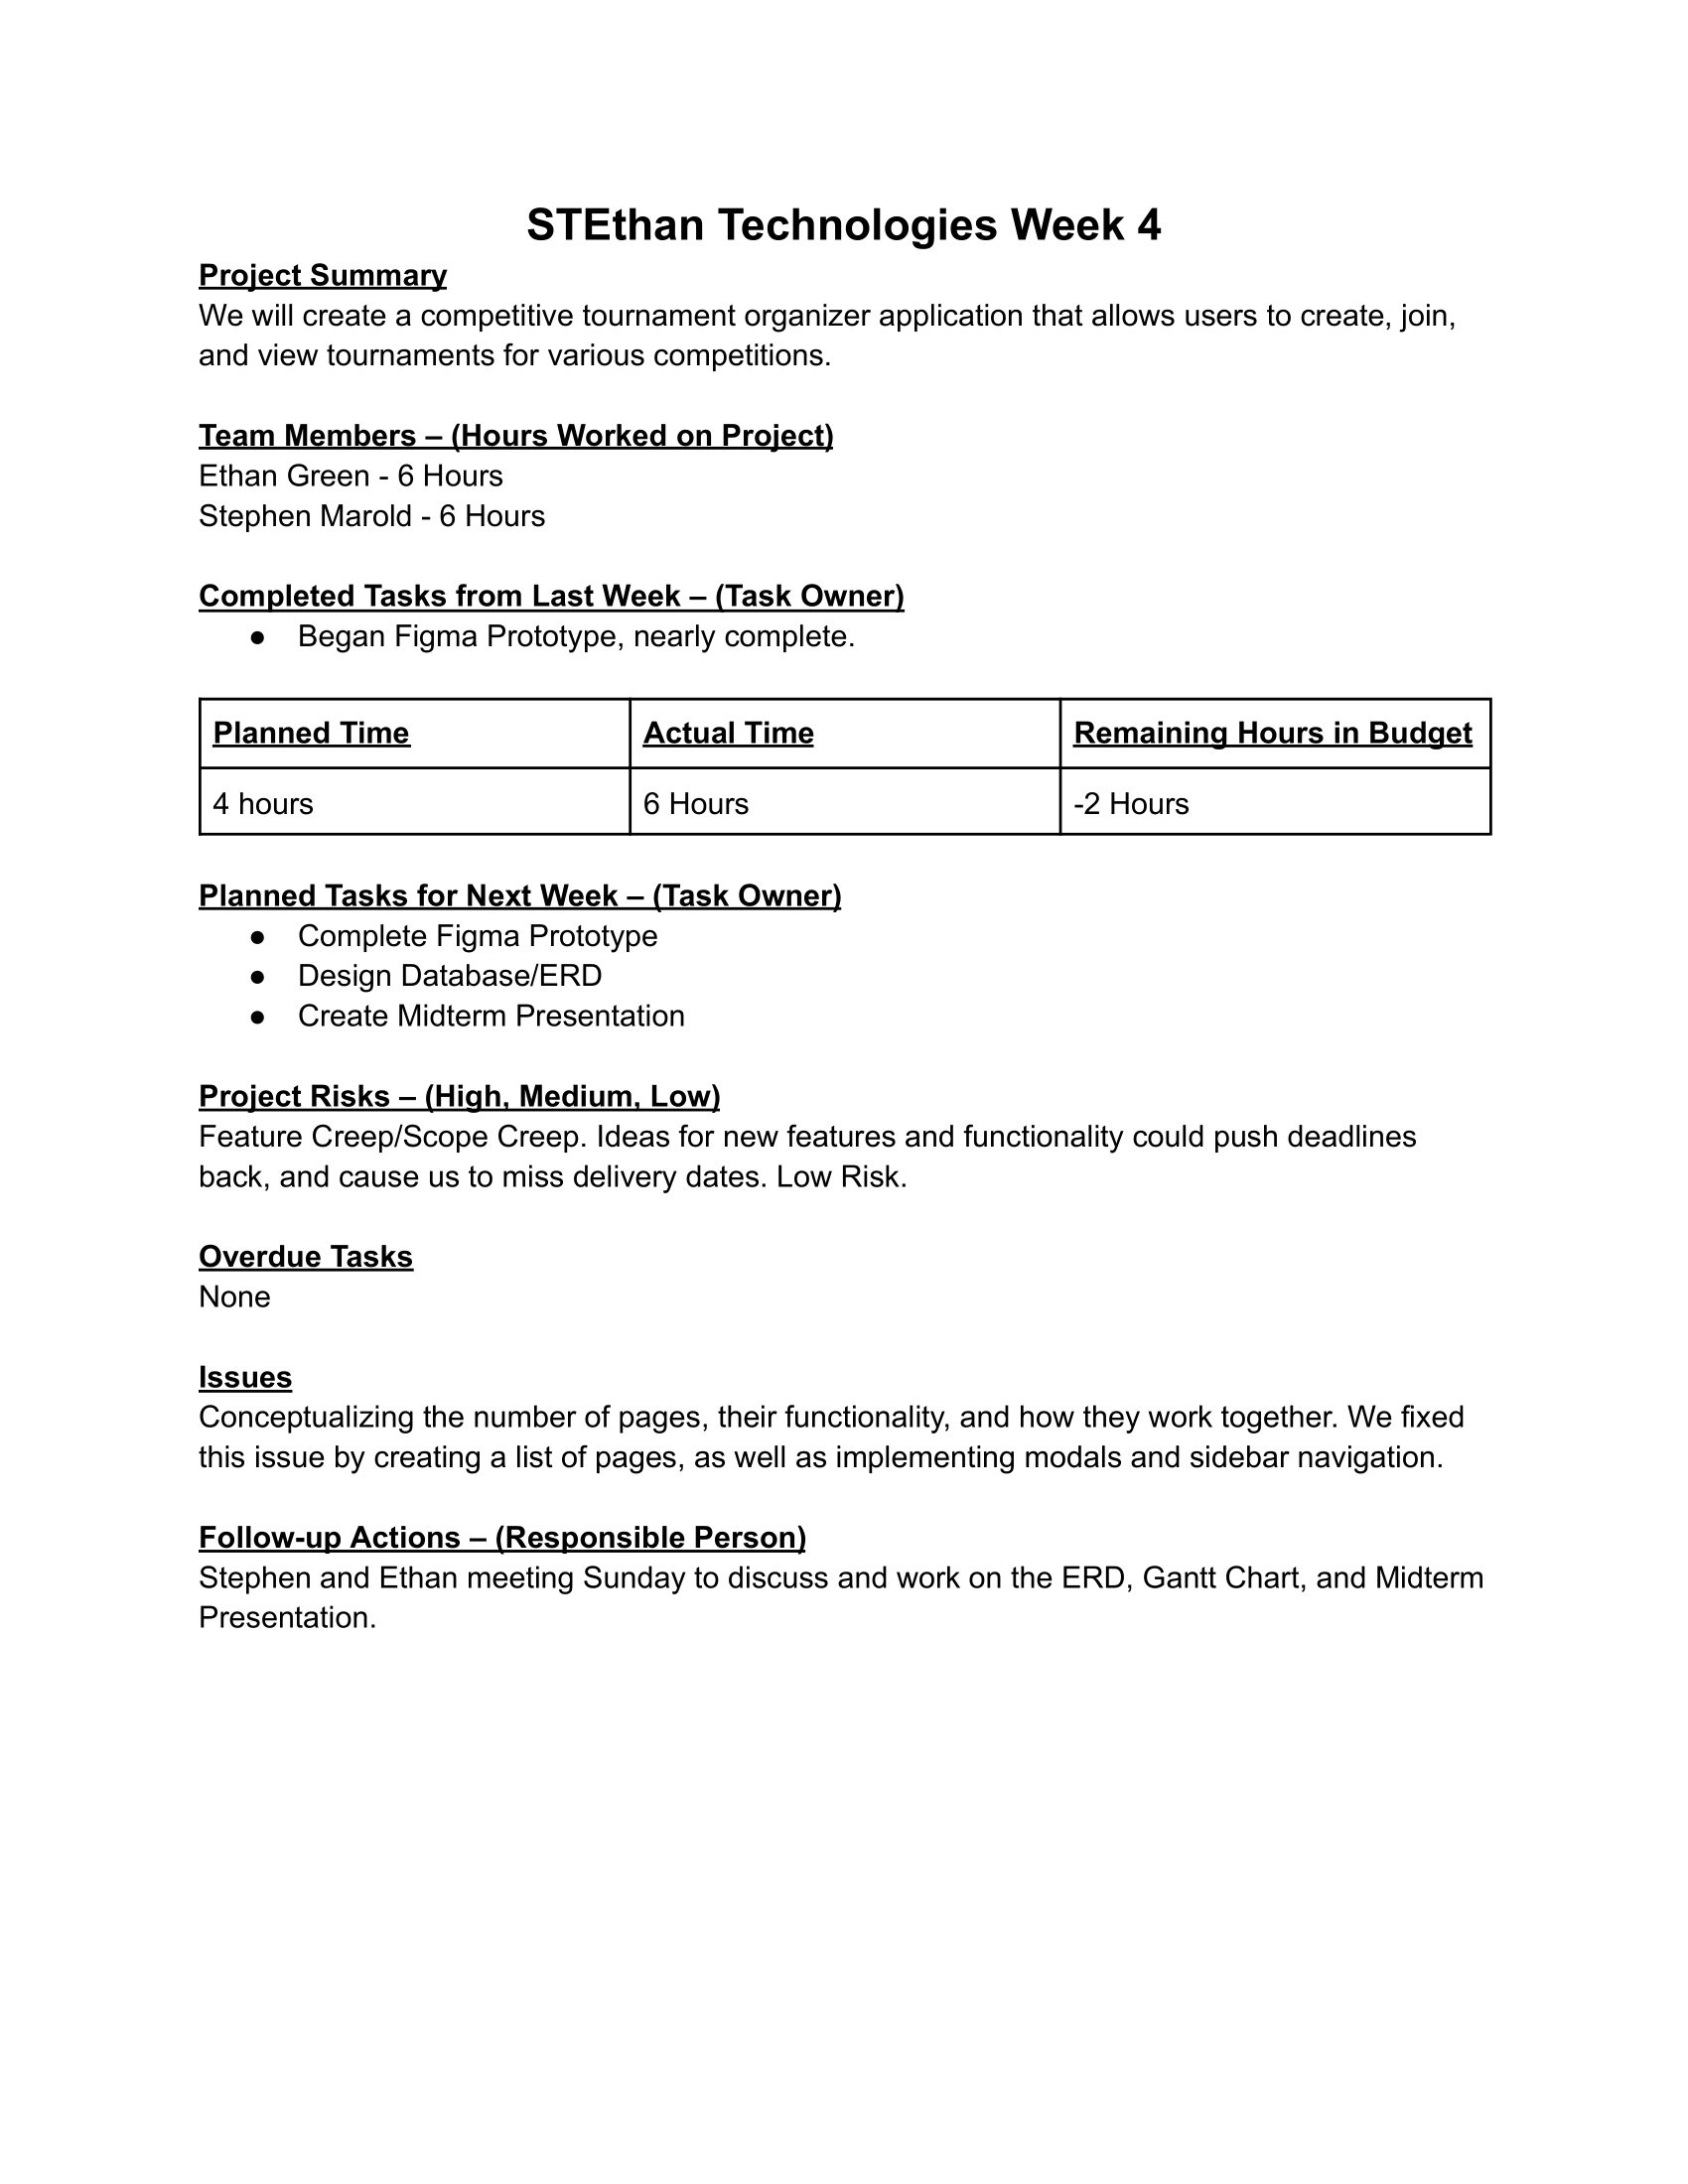 STEthan Technologies Week 4
Project Summary
We will create a competitive tournament organizer application that allows users to create, join,
and view tournaments for various competitions.
Team Members – (Hours Worked on Project)
Ethan Green - 6 Hours
Stephen Marold - 6 Hours
Completed Tasks from Last Week – (Task Owner)
● Began Figma Prototype, nearly complete.
Planned Time Actual Time Remaining Hours in Budget
4 hours 6 Hours -2 Hours
Planned Tasks for Next Week – (Task Owner)
● Complete Figma Prototype
● Design Database/ERD
● Create Midterm Presentation
Project Risks – (High, Medium, Low)
Feature Creep/Scope Creep. Ideas for new features and functionality could push deadlines
back, and cause us to miss delivery dates. Low Risk.
Overdue Tasks
None
Issues
Conceptualizing the number of pages, their functionality, and how they work together. We fixed
this issue by creating a list of pages, as well as implementing modals and sidebar navigation.
Follow-up Actions – (Responsible Person)
Stephen and Ethan meeting Sunday to discuss and work on the ERD, Gantt Chart, and Midterm
Presentation.